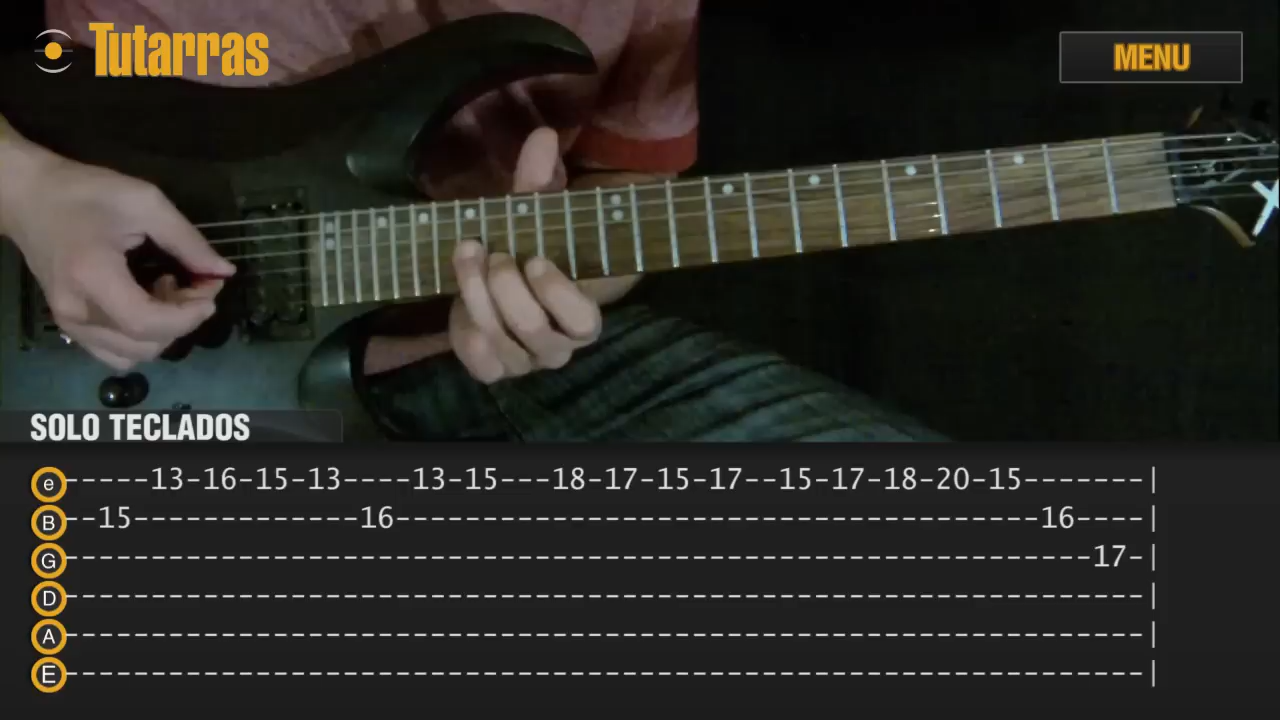 Tutarras
MENU
SOLO TECLADOS
e-----13-16-15-13----13-15---18-17-15-17--15-17-18-20-15-------|
B--15-------------16-------------------------------------16----|
G-----------------------------------------------------------17-|
D--------------------------------------------------------------|
A--------------------------------------------------------------|
E--------------------------------------------------------------|